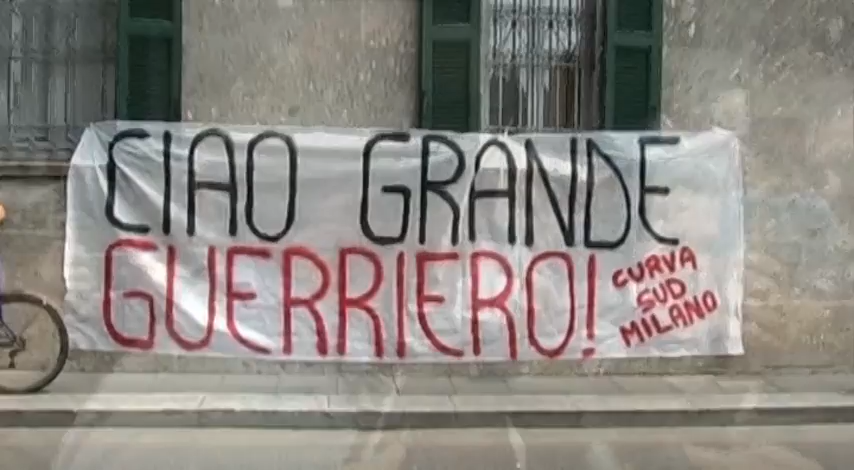 CIAO GRANDE
GUERRIERO!
CURVA
SUD
MILANO